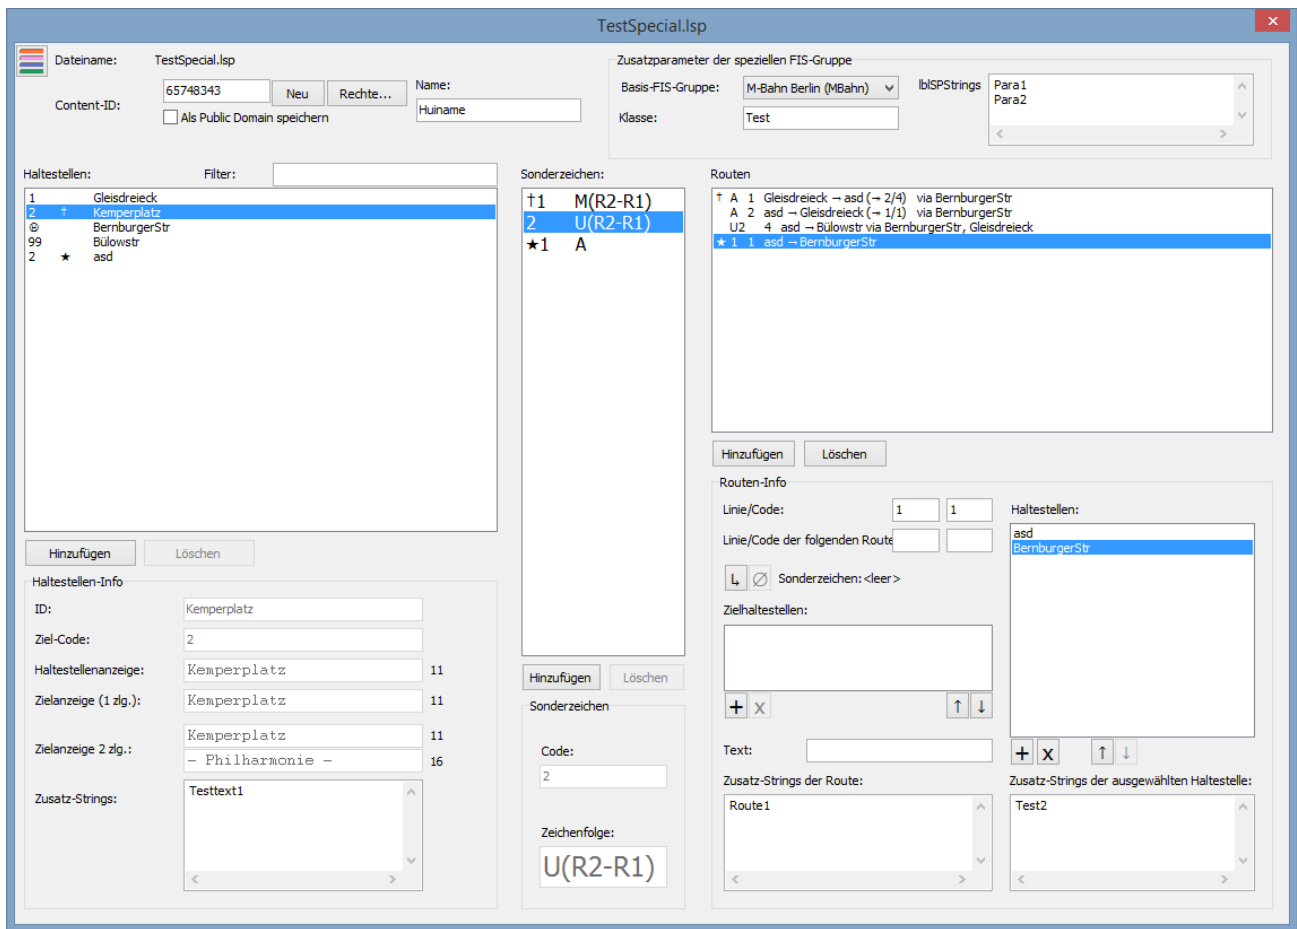 TestSpecial.lsp
Dateiname: TestSpecial.lsp
Content-ID: 65748343 Neu Rechte...
Als Public Domain speichern
Name:
Huiname
Zusatzparameter der speziellen FIS-Gruppe
Basis-FIS-Gruppe: M-Bahn Berlin (MBahn)
Klasse: Test
lblSPStrings
Para1
Para2
Haltestellen: Filter:
1 Gleisdreieck
2 † Kemperplatz
⊕ BernburgerStr
99 Bülowstr
2 ★ asd
Hinzufügen Löschen
Haltestellen-Info
ID: Kemperplatz
Ziel-Code: 2
Haltestellenanzeige: Kemperplatz 11
Zielanzeige (1 zlg.): Kemperplatz 11
Zielanzeige 2 zlg.: Kemperplatz 11
– Philharmonie – 16
Zusatz-Strings: Testtext1
Sonderzeichen:
†1 M(R2-R1)
2 U(R2-R1)
★1 A
Hinzufügen Löschen
Sonderzeichen
Code:
2
Zeichenfolge:
U(R2-R1)
Routen
† A 1 Gleisdreieck → asd (→ 2/4) via BernburgerStr
A 2 asd → Gleisdreieck (→ 1/1) via BernburgerStr
U2 4 asd → Bülowstr via BernburgerStr, Gleisdreieck
★ 1 1 asd → BernburgerStr
Hinzufügen Löschen
Routen-Info
Linie/Code: 1 1
Linie/Code der folgenden Route
↳ ∅ Sonderzeichen: <leer>
Zielhaltestellen:
+ x ↑ ↓
Text:
Zusatz-Strings der Route:
Route1
Haltestellen:
asd
BernburgerStr
+ x ↑ ↓
Zusatz-Strings der ausgewählten Haltestelle:
Test2